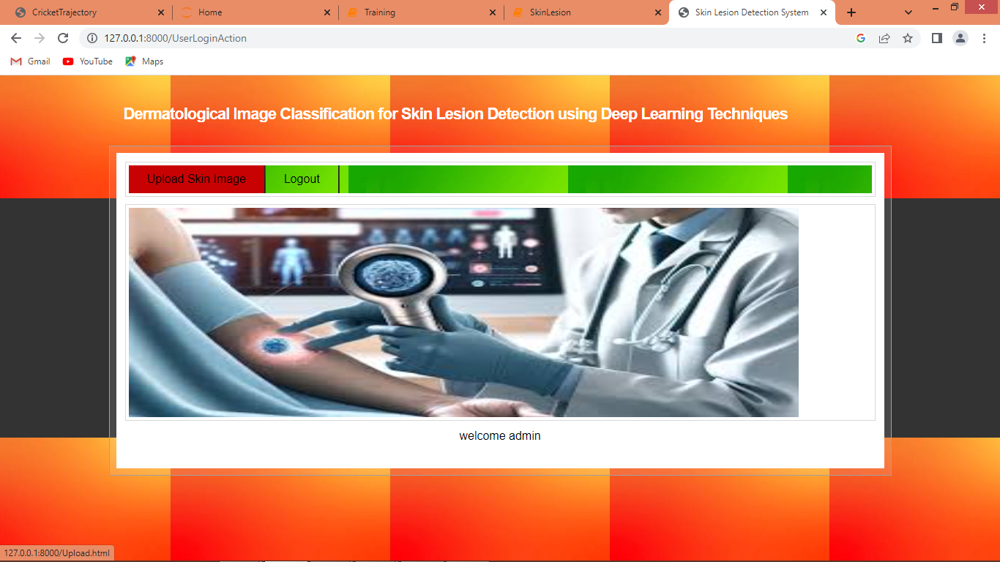 CricketTrajectory
Home
Training
SkinLesion
Skin Lesion Detection System
127.0.0.1:8000/UserLoginAction
Gmail
YouTube
Maps
Dermatological Image Classification for Skin Lesion Detection using Deep Learning Techniques
Upload Skin Image
Logout
welcome admin
127.0.0.1:8000/Upload.html